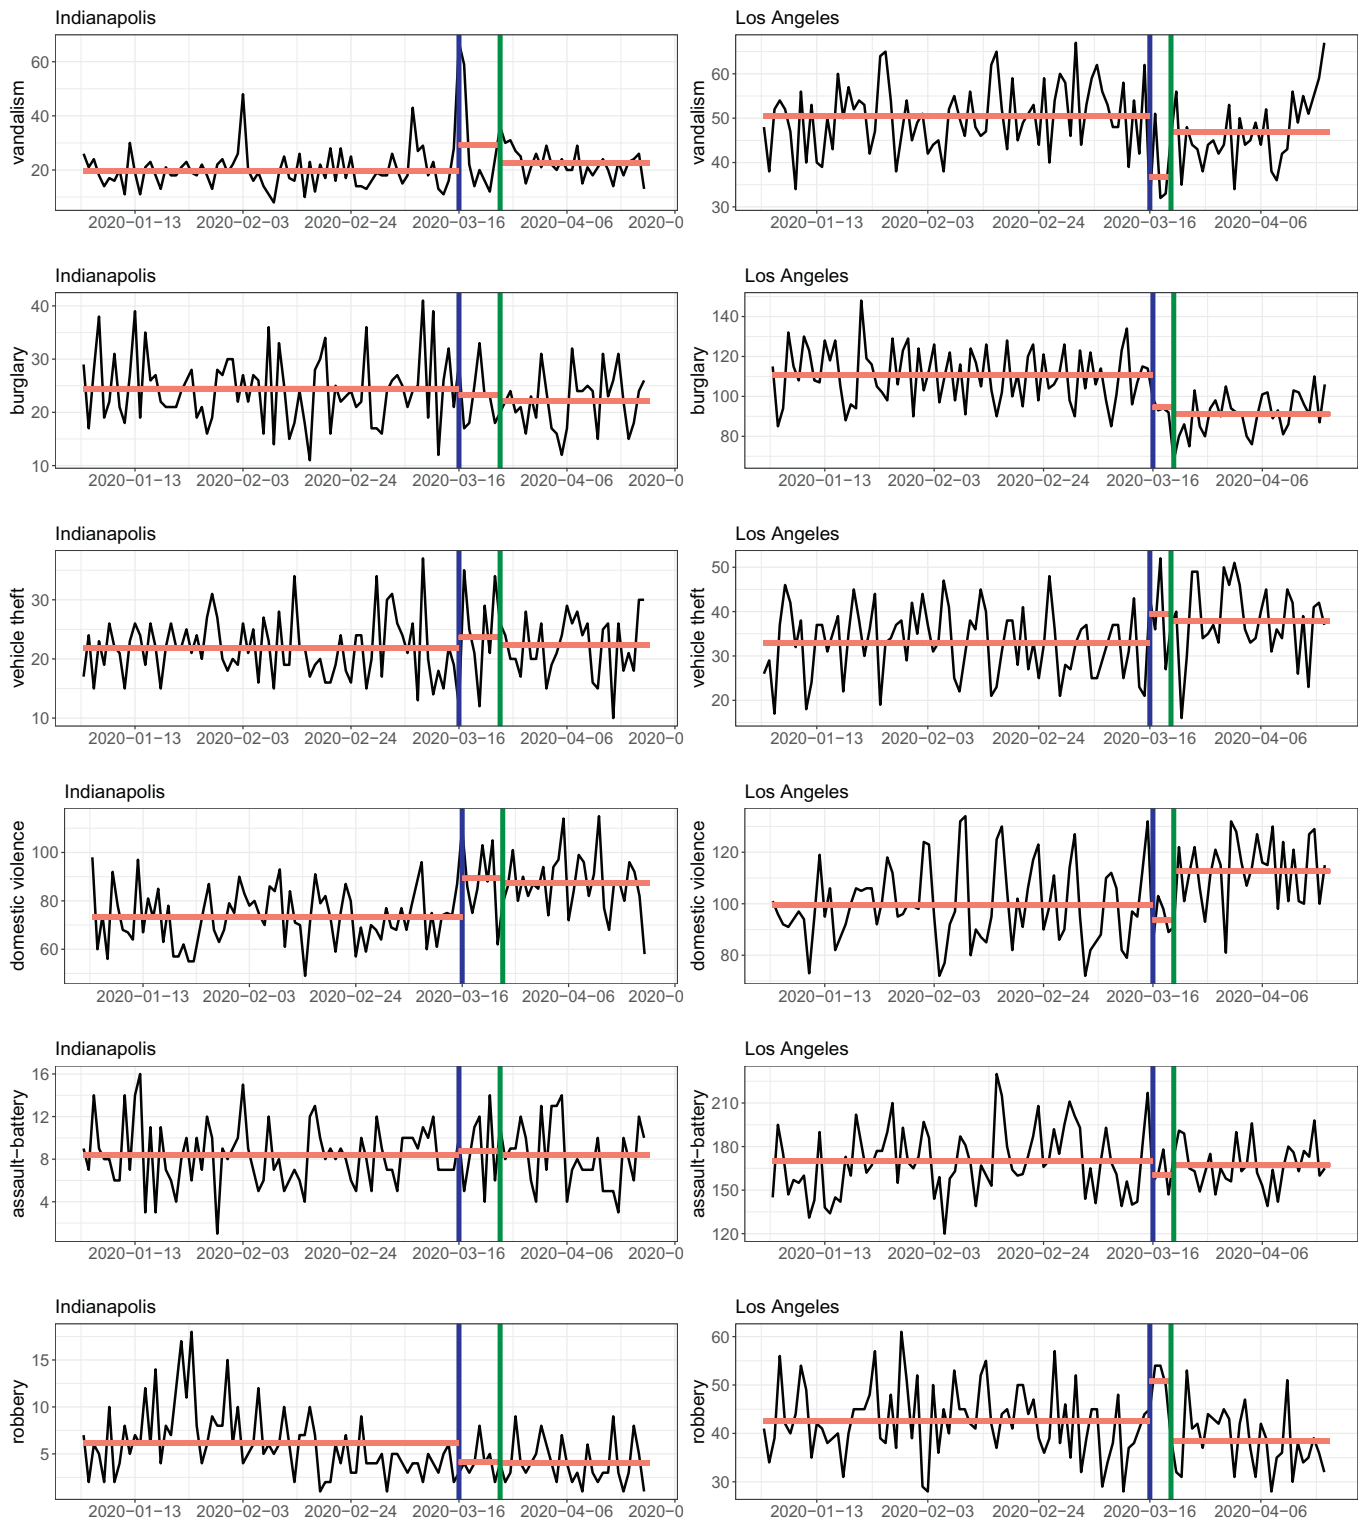 Indianapolis
Los Angeles
vandalism
60
40
20
2020−01−13 2020−02−03 2020−02−24 2020−03−16 2020−04−06 2020−0
vandalism
60
50
40
30
2020−01−13 2020−02−03 2020−02−24 2020−03−16 2020−04−06
Indianapolis
Los Angeles
burglary
40
30
20
10
2020−01−13 2020−02−03 2020−02−24 2020−03−16 2020−04−06 2020−0
burglary
140
120
100
80
2020−01−13 2020−02−03 2020−02−24 2020−03−16 2020−04−06
Indianapolis
Los Angeles
vehicle theft
30
20
10
2020−01−13 2020−02−03 2020−02−24 2020−03−16 2020−04−06 2020−0
vehicle theft
50
40
30
20
2020−01−13 2020−02−03 2020−02−24 2020−03−16 2020−04−06
Indianapolis
Los Angeles
domestic violence
100
80
60
2020−01−13 2020−02−03 2020−02−24 2020−03−16 2020−04−06 2020−0
domestic violence
120
100
80
2020−01−13 2020−02−03 2020−02−24 2020−03−16 2020−04−06
Indianapolis
Los Angeles
assault−battery
16
12
8
4
2020−01−13 2020−02−03 2020−02−24 2020−03−16 2020−04−06 2020−0
assault−battery
210
180
150
120
2020−01−13 2020−02−03 2020−02−24 2020−03−16 2020−04−06
Indianapolis
Los Angeles
robbery
15
10
5
2020−01−13 2020−02−03 2020−02−24 2020−03−16 2020−04−06 2020−0
robbery
60
50
40
30
2020−01−13 2020−02−03 2020−02−24 2020−03−16 2020−04−06